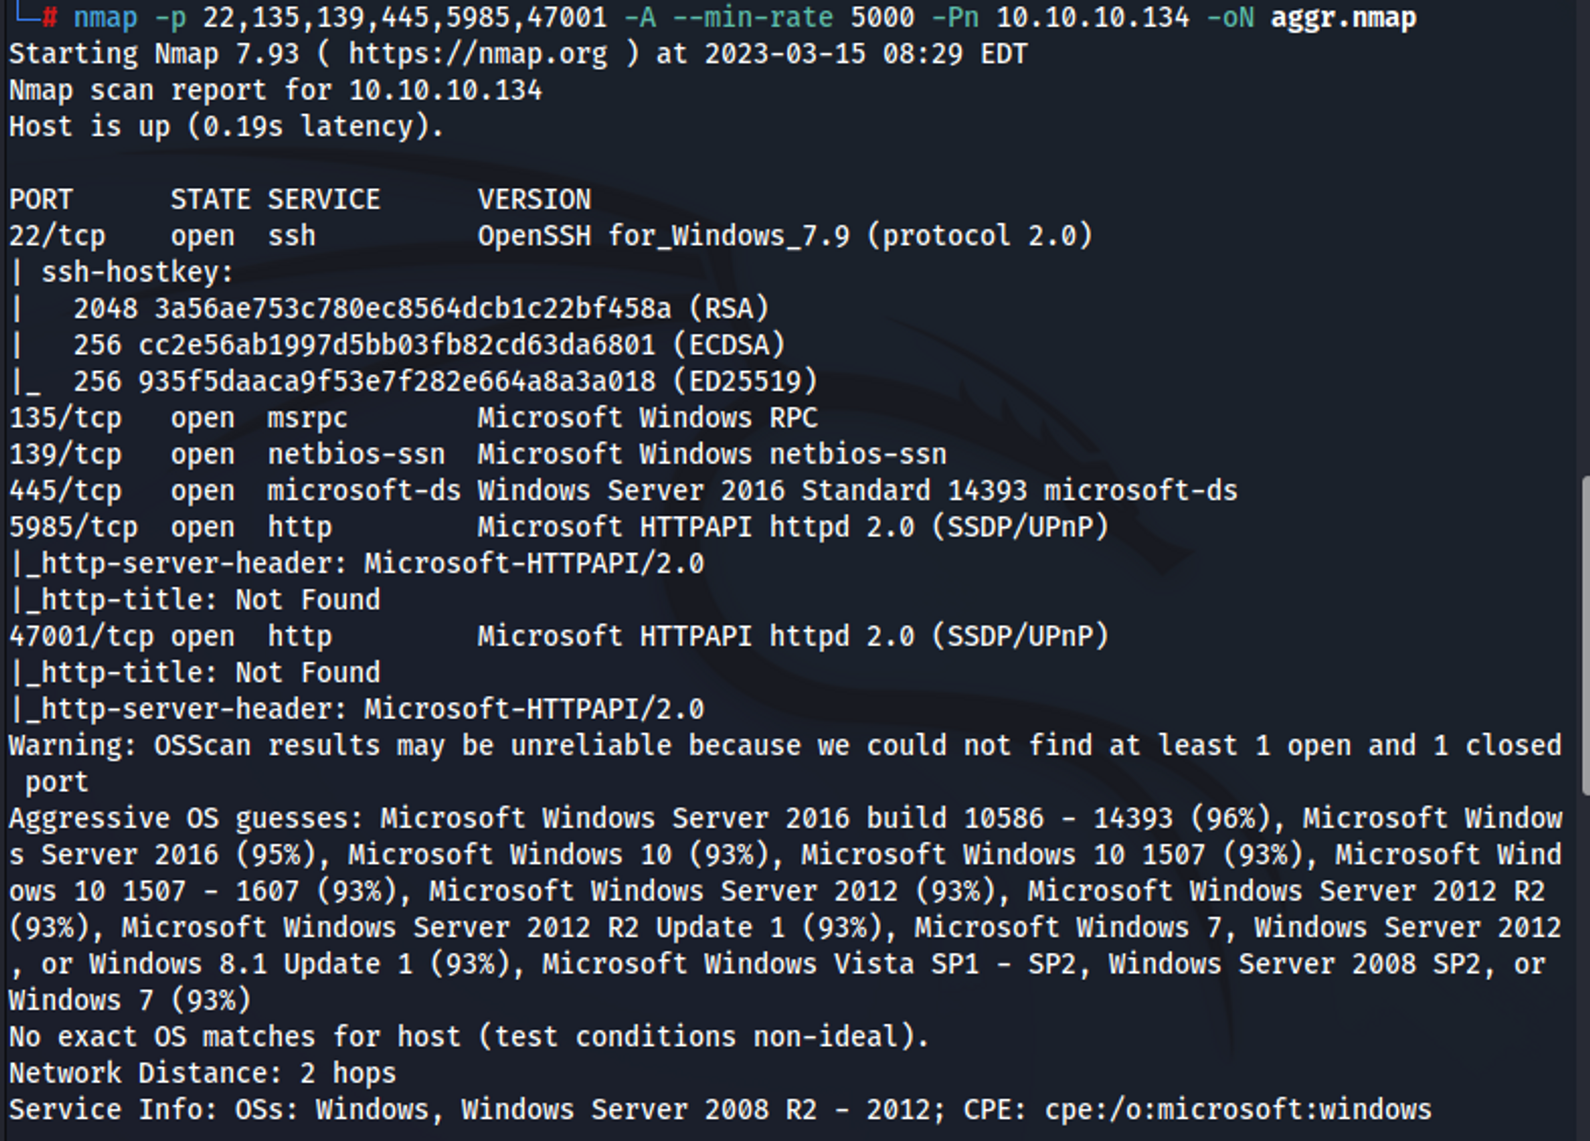 └─# nmap -p 22,135,139,445,5985,47001 -A --min-rate 5000 -Pn 10.10.10.134 -oN aggr.nmap
Starting Nmap 7.93 ( https://nmap.org ) at 2023-03-15 08:29 EDT
Nmap scan report for 10.10.10.134
Host is up (0.19s latency).

PORT      STATE SERVICE      VERSION
22/tcp    open  ssh          OpenSSH for_Windows_7.9 (protocol 2.0)
| ssh-hostkey:
|   2048 3a56ae753c780ec8564dcb1c22bf458a (RSA)
|   256 cc2e56ab1997d5bb03fb82cd63da6801 (ECDSA)
|_  256 935f5daaca9f53e7f282e664a8a3a018 (ED25519)
135/tcp   open  msrpc        Microsoft Windows RPC
139/tcp   open  netbios-ssn  Microsoft Windows netbios-ssn
445/tcp   open  microsoft-ds Windows Server 2016 Standard 14393 microsoft-ds
5985/tcp  open  http         Microsoft HTTPAPI httpd 2.0 (SSDP/UPnP)
|_http-server-header: Microsoft-HTTPAPI/2.0
|_http-title: Not Found
47001/tcp open  http         Microsoft HTTPAPI httpd 2.0 (SSDP/UPnP)
|_http-title: Not Found
|_http-server-header: Microsoft-HTTPAPI/2.0
Warning: OSScan results may be unreliable because we could not find at least 1 open and 1 closed
 port
Aggressive OS guesses: Microsoft Windows Server 2016 build 10586 - 14393 (96%), Microsoft Window
s Server 2016 (95%), Microsoft Windows 10 (93%), Microsoft Windows 10 1507 (93%), Microsoft Wind
ows 10 1507 - 1607 (93%), Microsoft Windows Server 2012 (93%), Microsoft Windows Server 2012 R2
(93%), Microsoft Windows Server 2012 R2 Update 1 (93%), Microsoft Windows 7, Windows Server 2012
, or Windows 8.1 Update 1 (93%), Microsoft Windows Vista SP1 - SP2, Windows Server 2008 SP2, or
Windows 7 (93%)
No exact OS matches for host (test conditions non-ideal).
Network Distance: 2 hops
Service Info: OSs: Windows, Windows Server 2008 R2 - 2012; CPE: cpe:/o:microsoft:windows